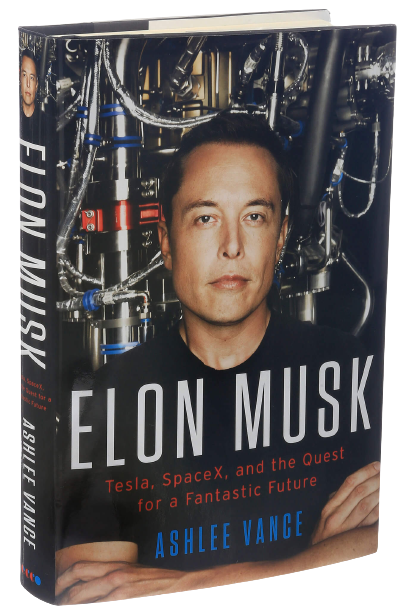 ELON MUSK
Tesla, SpaceX, and the Quest
for a Fantastic Future
ASHLEE VANCE
ELON MUSK
ASHLEE VANCE